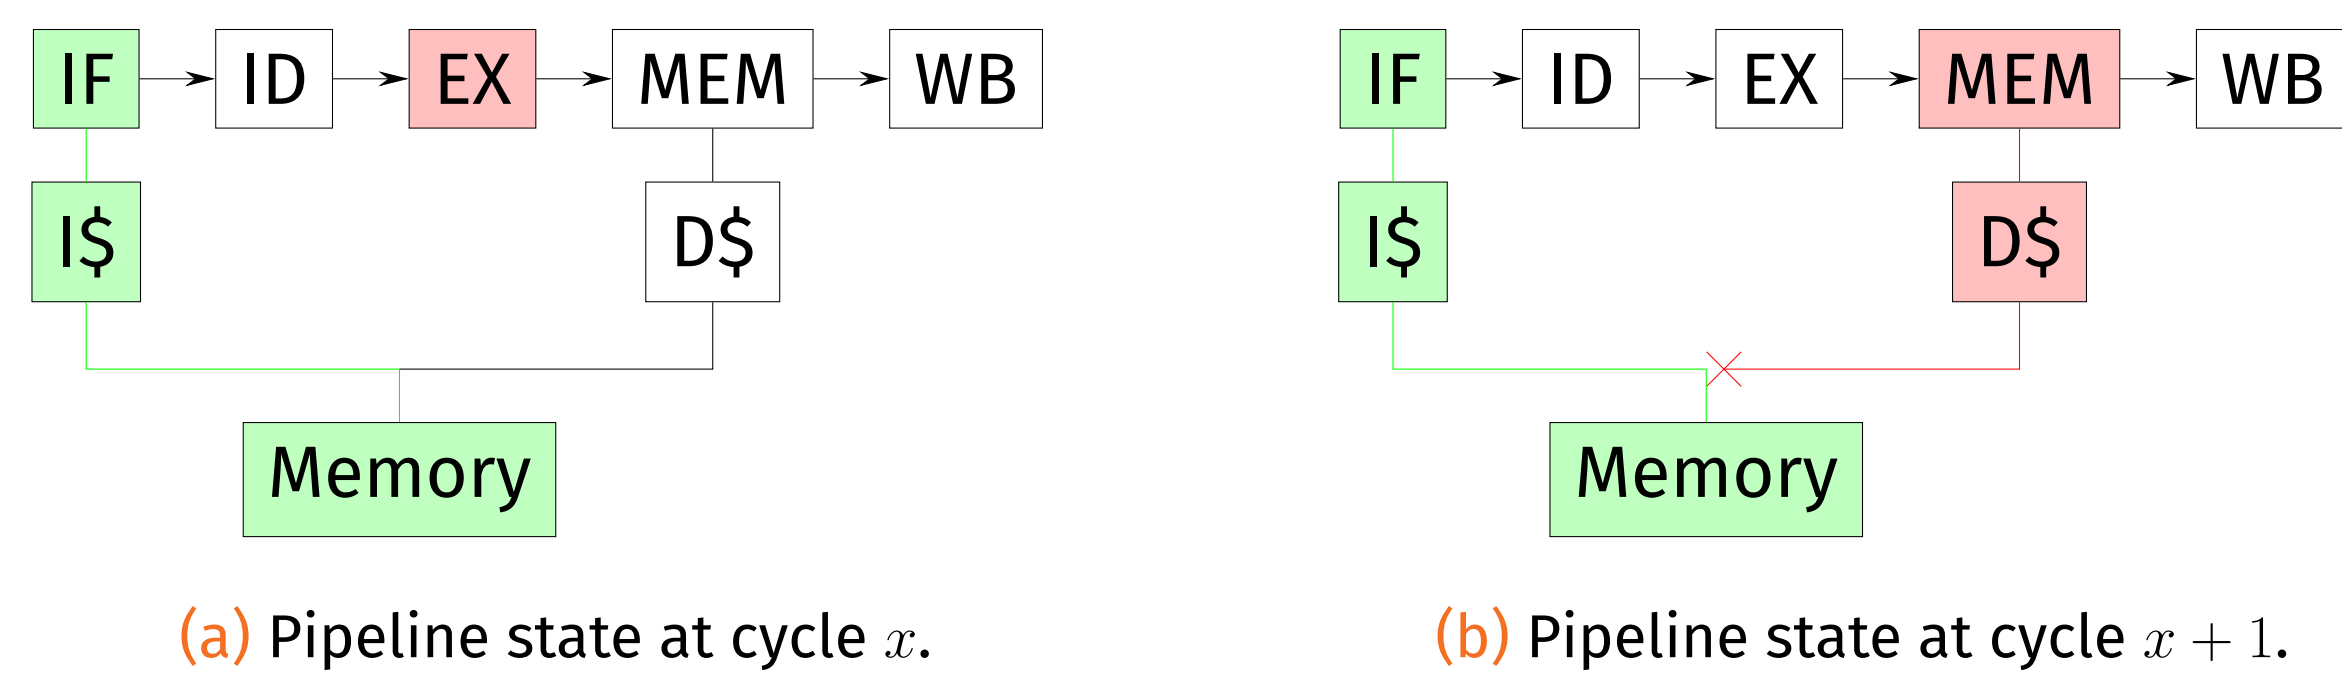 IF ID EX MEM WB
I$ D$
Memory
(a) Pipeline state at cycle x.
IF ID EX MEM WB
I$ D$
Memory
(b) Pipeline state at cycle x + 1.